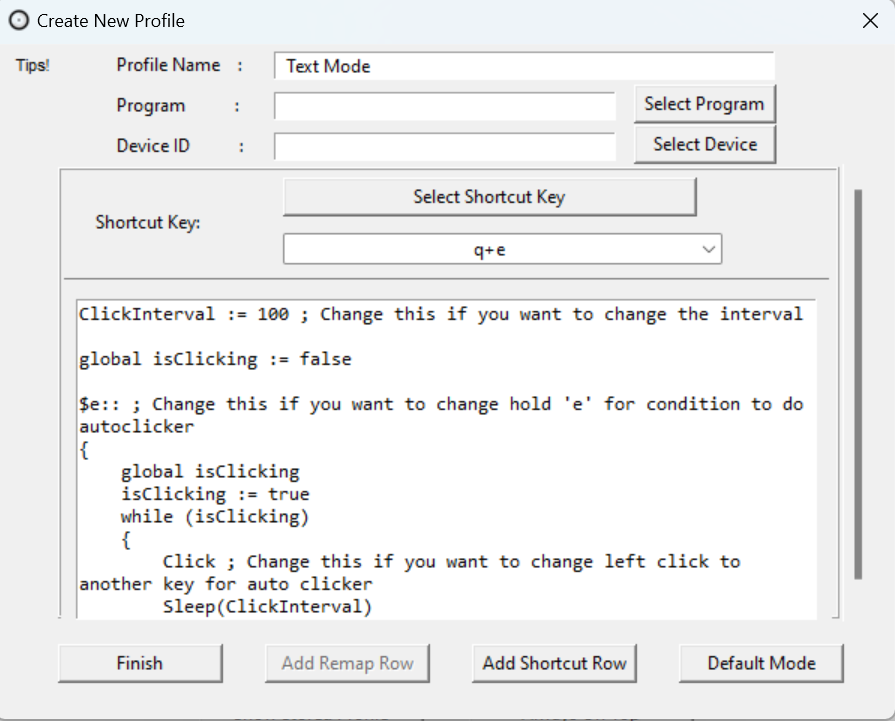 Create New Profile
Tips!
Profile Name :
Text Mode
Program :
Select Program
Device ID :
Select Device
Shortcut Key:
Select Shortcut Key
q+e
ClickInterval := 100 ; Change this if you want to change the interval
global isClicking := false
$e:: ; Change this if you want to change hold 'e' for condition to do
autoclicker
{
global isClicking
isClicking := true
while (isClicking)
{
Click ; Change this if you want to change left click to
another key for auto clicker
Sleep(ClickInterval)
Finish
Add Remap Row
Add Shortcut Row
Default Mode